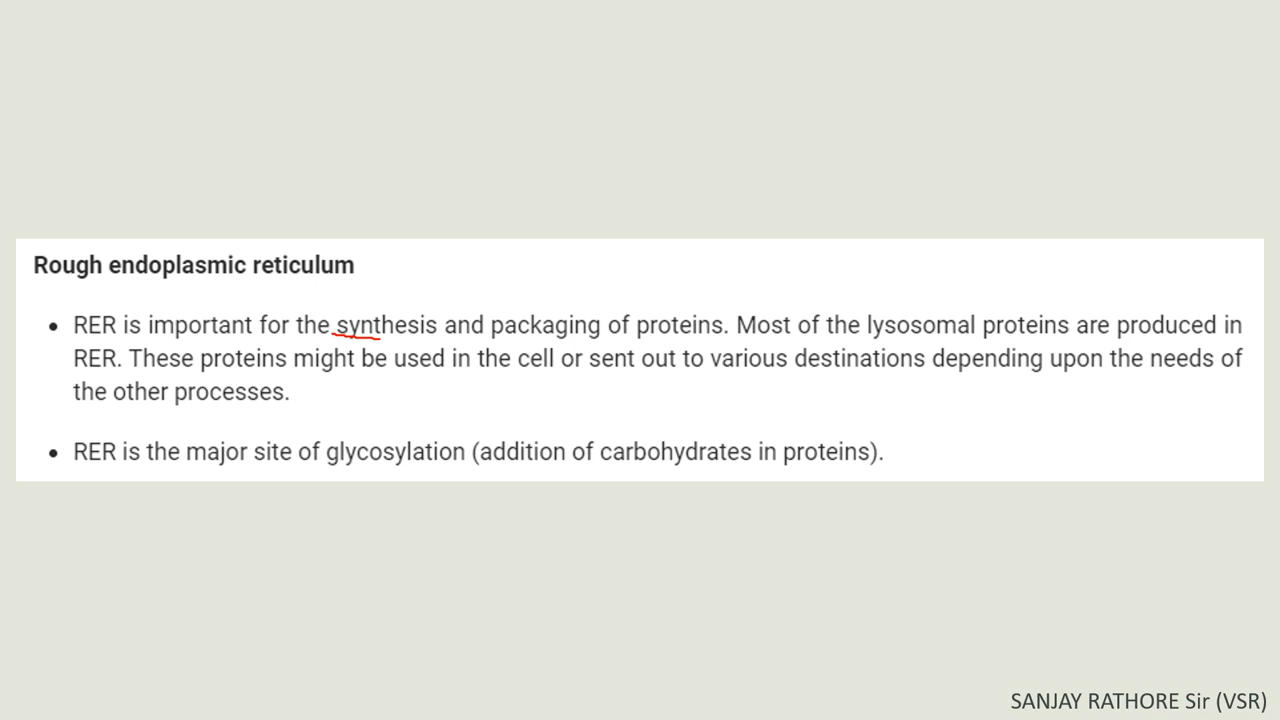 Rough endoplasmic reticulum
• RER is important for the synthesis and packaging of proteins. Most of the lysosomal proteins are produced in
RER. These proteins might be used in the cell or sent out to various destinations depending upon the needs of
the other processes.
• RER is the major site of glycosylation (addition of carbohydrates in proteins).
SANJAY RATHORE Sir (VSR)